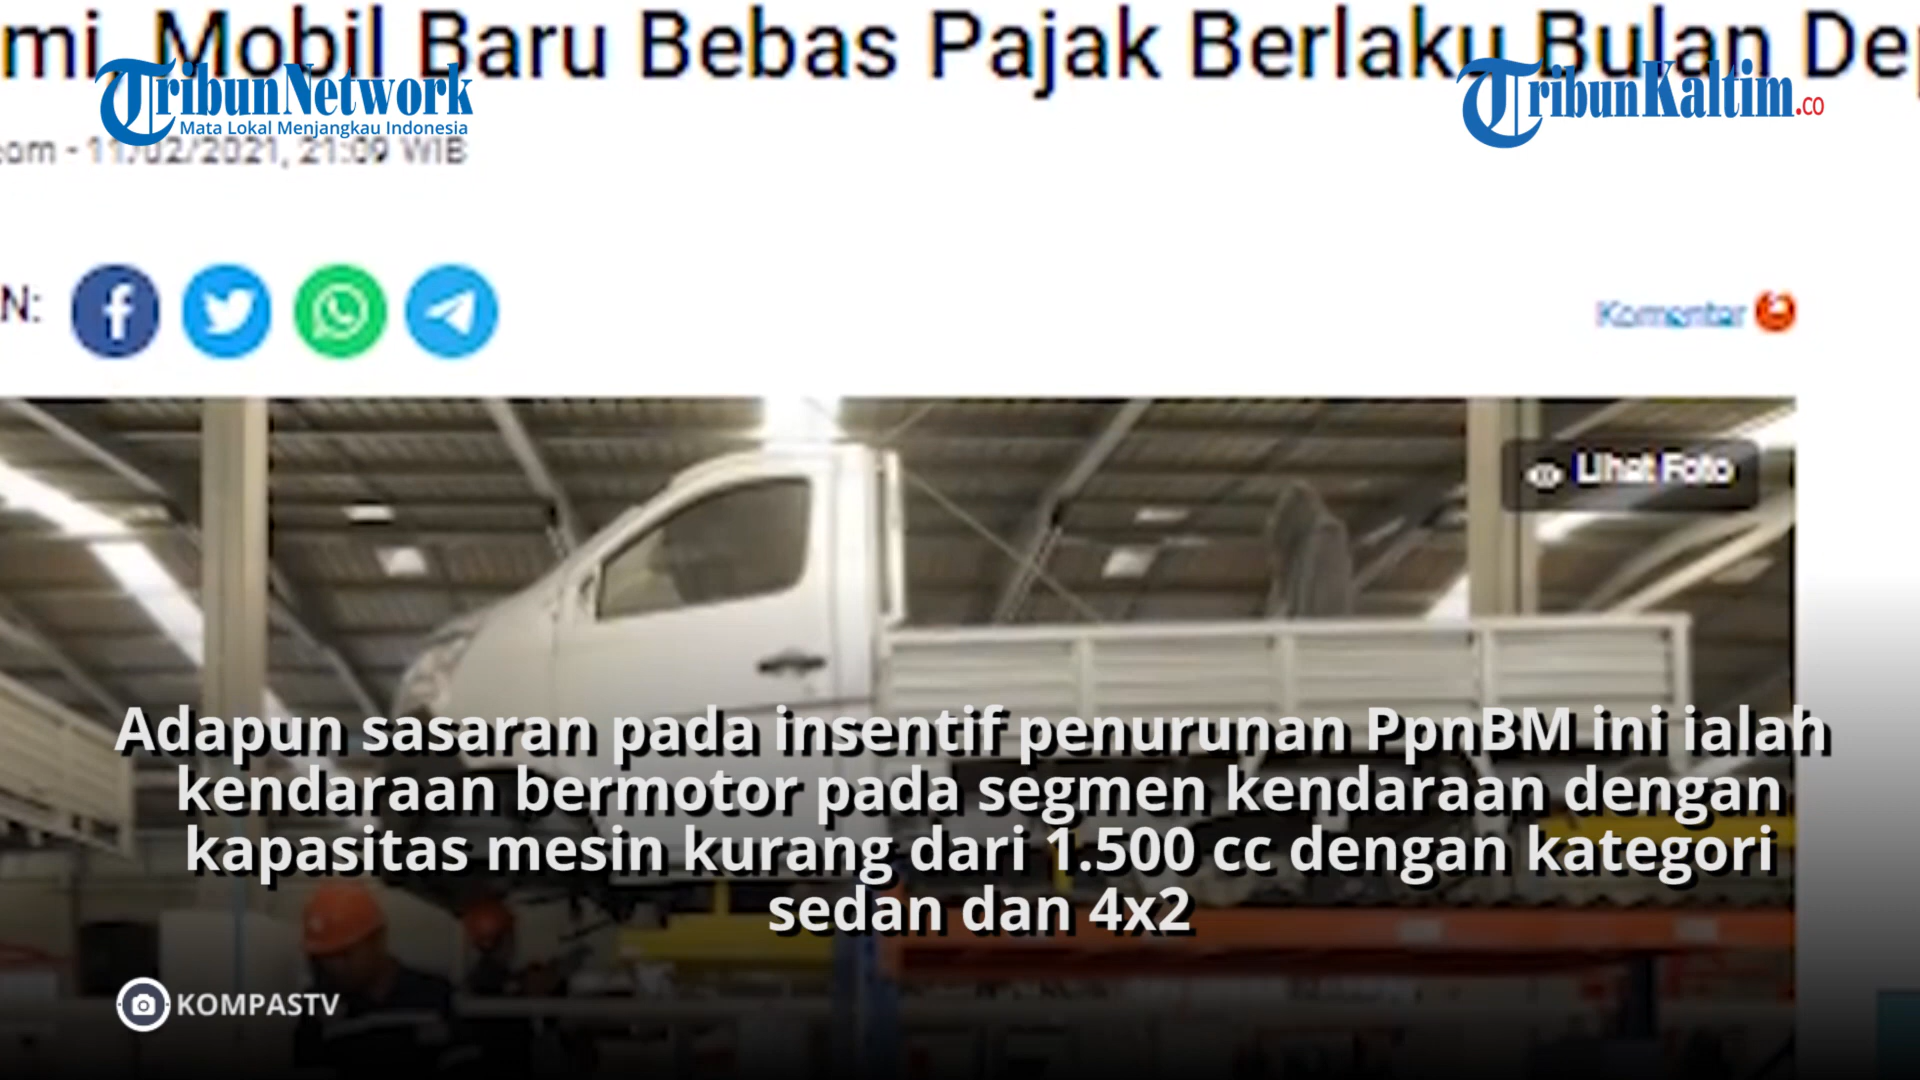 mi, Mobil Baru Bebas Pajak Berlaku Bulan Dep
TribunNetwork
Mata Lokal Menjangkau Indonesia
TribunKaltim.co
com - 11/02/2021, 21:09 WIB
N:
Komentar
Lihat Foto
Adapun sasaran pada insentif penurunan PpnBM ini ialah
kendaraan bermotor pada segmen kendaraan dengan
kapasitas mesin kurang dari 1.500 cc dengan kategori
sedan dan 4x2
KOMPASTV